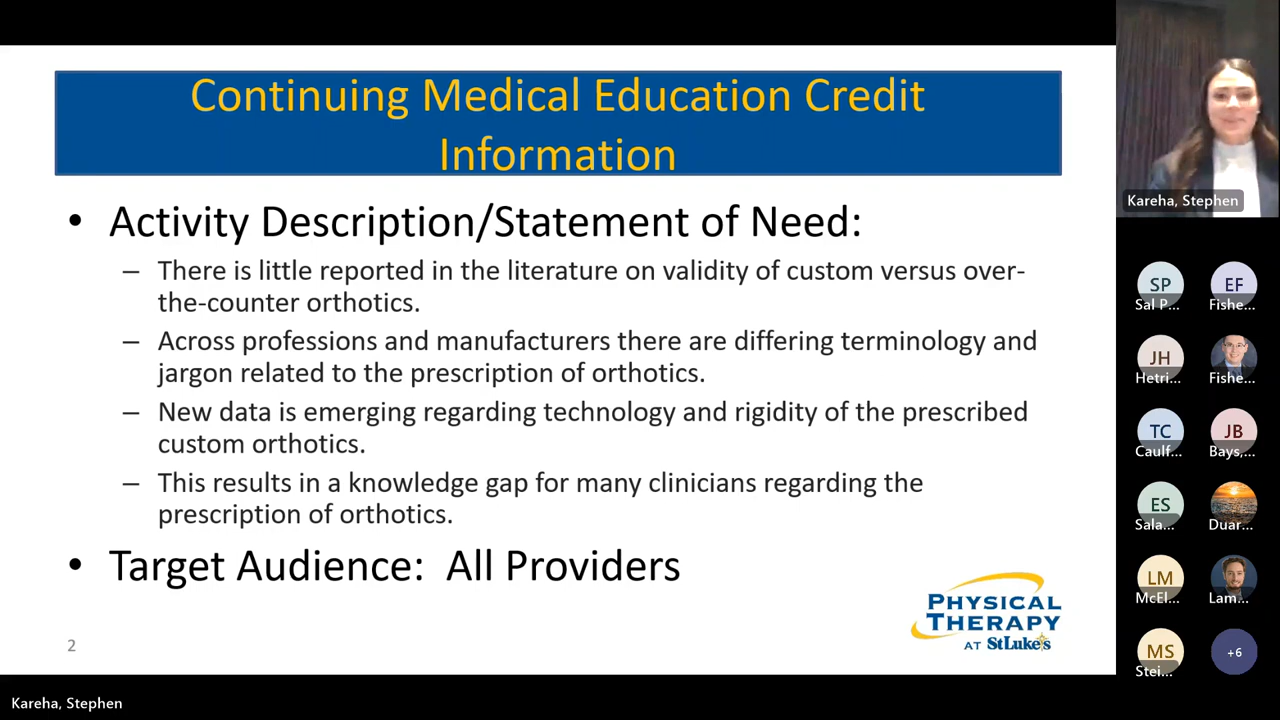 Continuing Medical Education Credit
Information
• Activity Description/Statement of Need:
– There is little reported in the literature on validity of custom versus over-
the-counter orthotics.
– Across professions and manufacturers there are differing terminology and
jargon related to the prescription of orthotics.
– New data is emerging regarding technology and rigidity of the prescribed
custom orthotics.
– This results in a knowledge gap for many clinicians regarding the
prescription of orthotics.
• Target Audience: All Providers
PHYSICAL
THERAPY
AT StLuke's
2
Kareha, Stephen
SP
Sal P...
EF
Fishe...
JH
Hetri...
Fishe...
TC
Caulf...
JB
Bays,...
ES
Sala...
Duar...
LM
McEl...
Lam...
MS
Stei...
+6
Kareha, Stephen